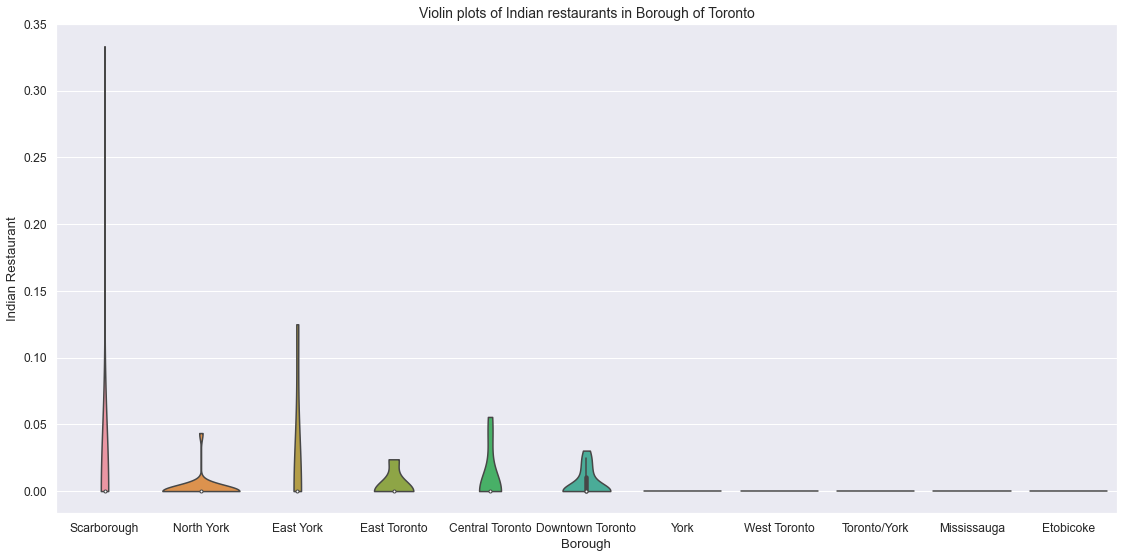 Violin plots of Indian restaurants in Borough of Toronto
Indian Restaurant
0.35
0.30
0.25
0.20
0.15
0.10
0.05
0.00
Scarborough North York East York East Toronto Central Toronto Downtown Toronto York West Toronto Toronto/York Mississauga Etobicoke
Borough